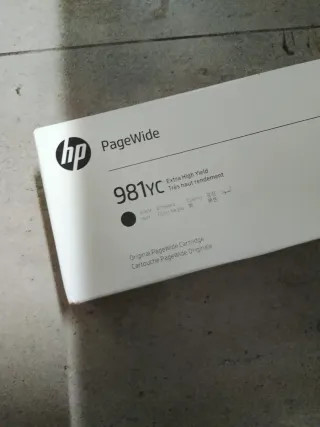 hp
PageWide
981YC Extra High Yield
Très haut rendement
Original PageWide Cartridge
Cartouche PageWide Originale